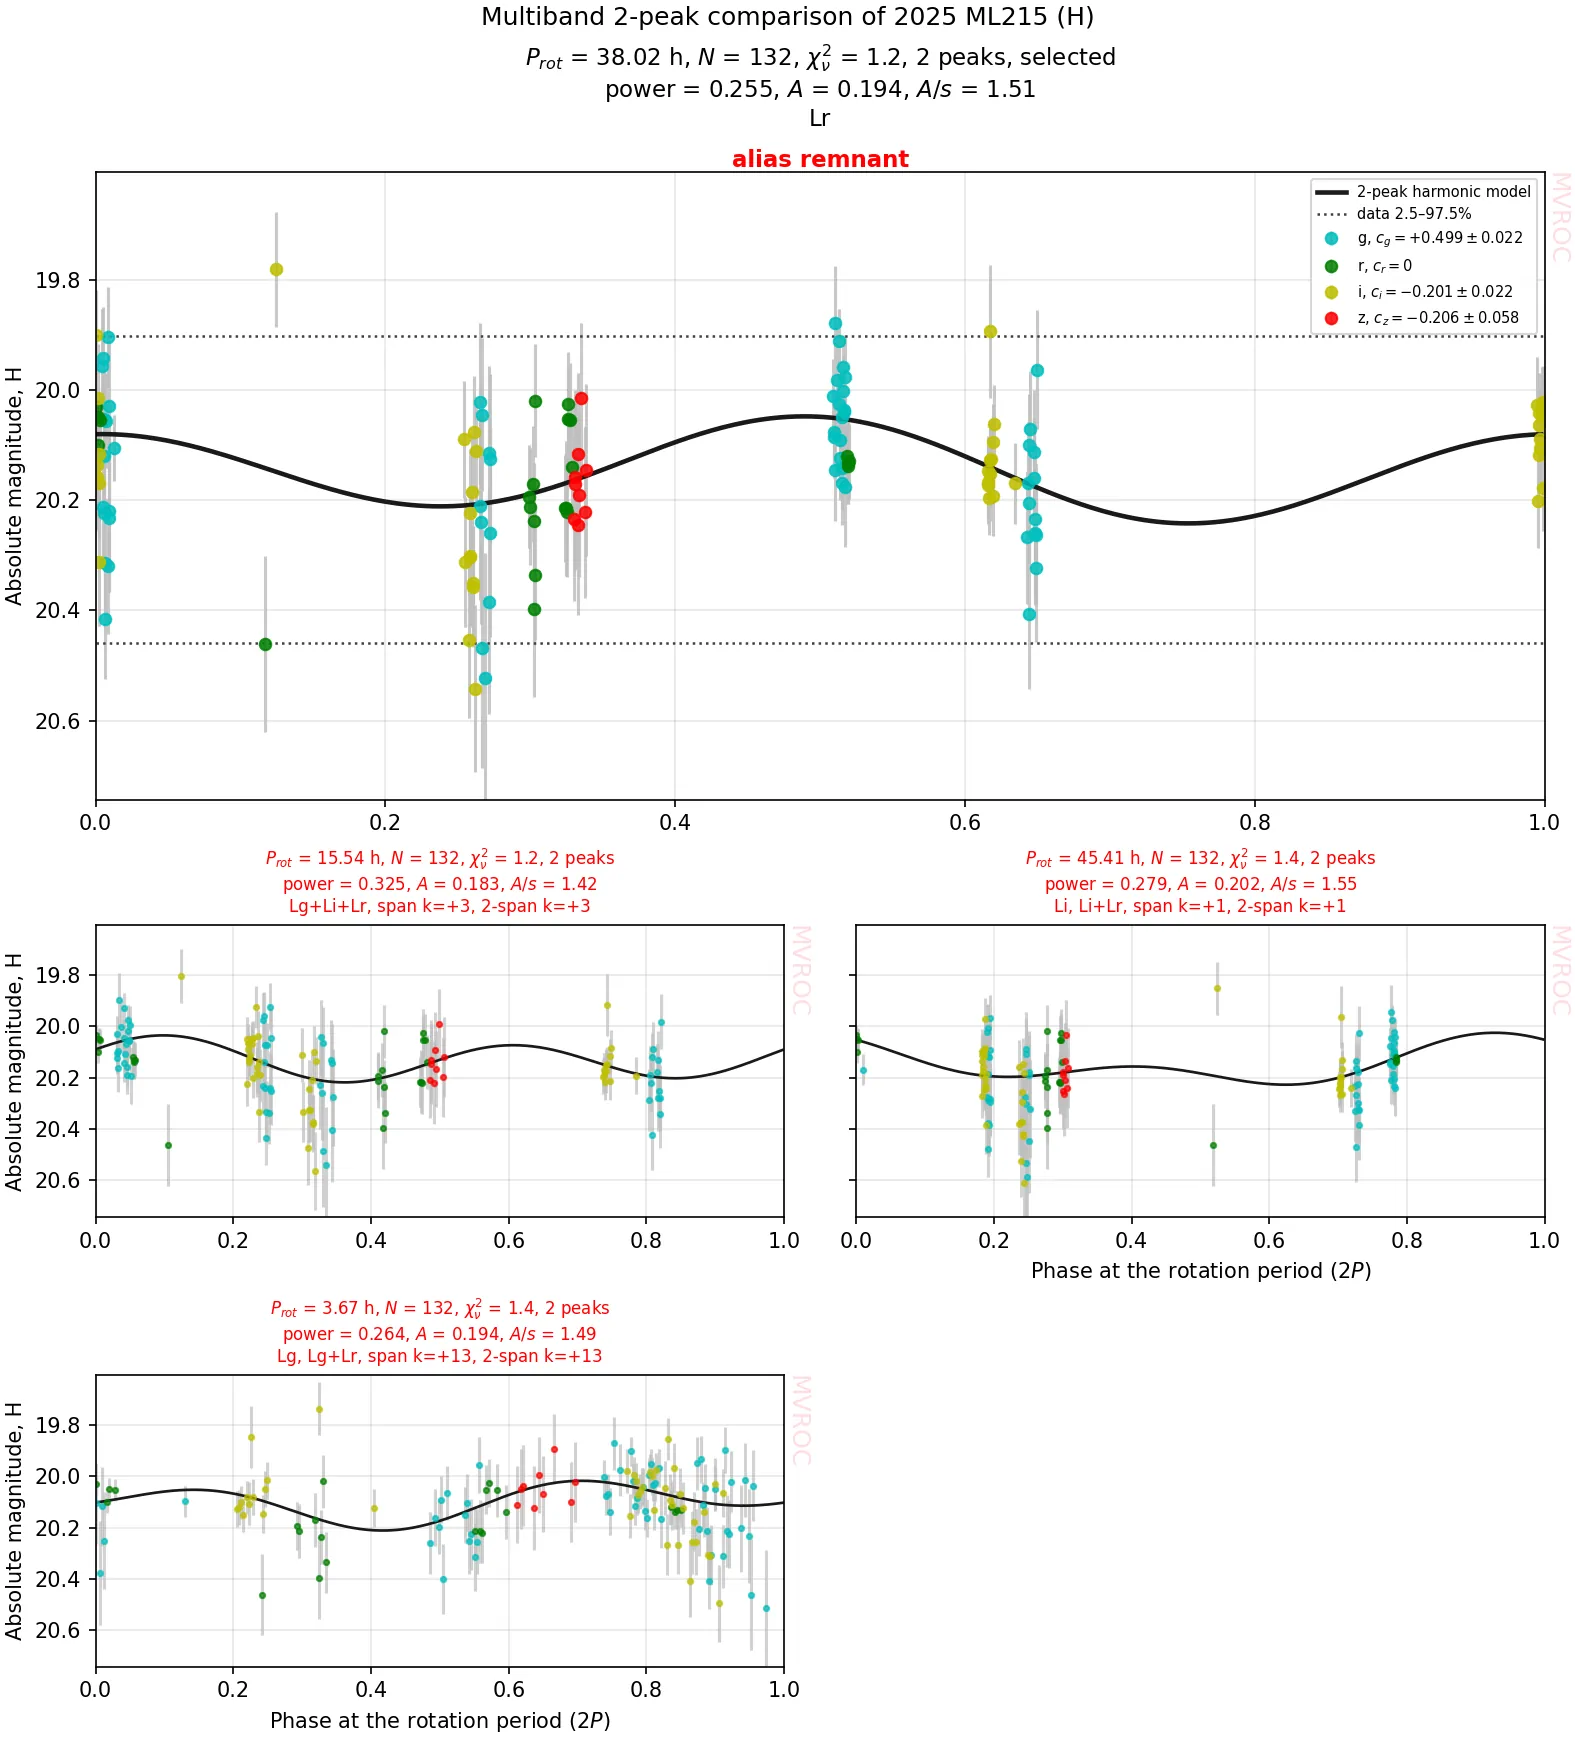 Multiband 2-peak comparison of 2025 ML215 (H)
P_rot = 38.02 h, N = 132, χ²_ν = 1.2, 2 peaks, selected
power = 0.255, A = 0.194, A/s = 1.51
Lr
alias remnant
2-peak harmonic model
data 2.5–97.5%
g, c_g = +0.499 ± 0.022
r, c_r = 0
i, c_i = −0.201 ± 0.022
z, c_z = −0.206 ± 0.058
MVROC
Absolute magnitude, H
19.8
20.0
20.2
20.4
20.6
0.0 0.2 0.4 0.6 0.8 1.0
P_rot = 15.54 h, N = 132, χ²_ν = 1.2, 2 peaks
power = 0.325, A = 0.183, A/s = 1.42
Lg+Li+Lr, span k=+3, 2-span k=+3
MVROC
Absolute magnitude, H
19.8
20.0
20.2
20.4
20.6
0.0 0.2 0.4 0.6 0.8 1.0
P_rot = 45.41 h, N = 132, χ²_ν = 1.4, 2 peaks
power = 0.279, A = 0.202, A/s = 1.55
Li, Li+Lr, span k=+1, 2-span k=+1
MVROC
0.0 0.2 0.4 0.6 0.8 1.0
Phase at the rotation period (2P)
P_rot = 3.67 h, N = 132, χ²_ν = 1.4, 2 peaks
power = 0.264, A = 0.194, A/s = 1.49
Lg, Lg+Lr, span k=+13, 2-span k=+13
MVROC
Absolute magnitude, H
19.8
20.0
20.2
20.4
20.6
0.0 0.2 0.4 0.6 0.8 1.0
Phase at the rotation period (2P)